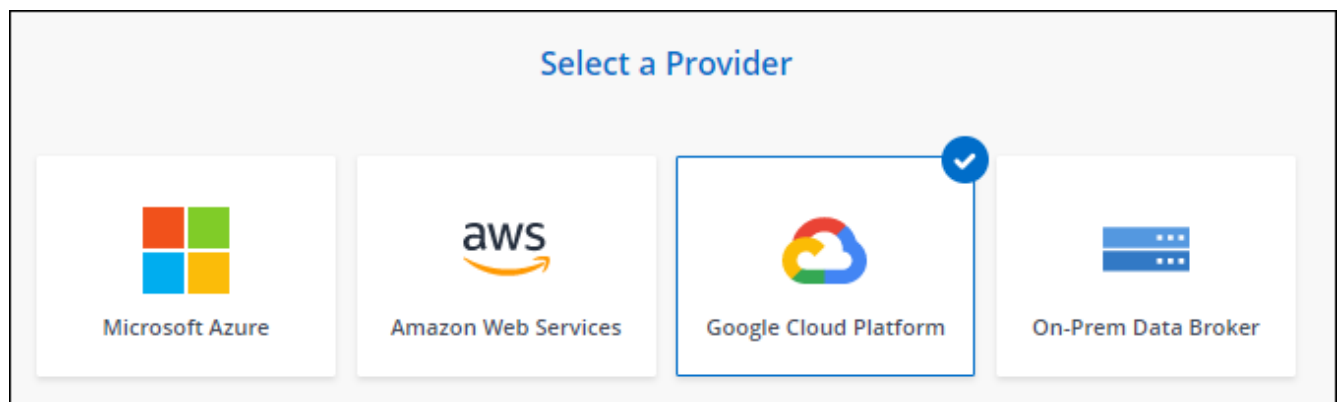 Select a Provider
aws
Microsoft Azure
Amazon Web Services
Google Cloud Platform
On-Prem Data Broker